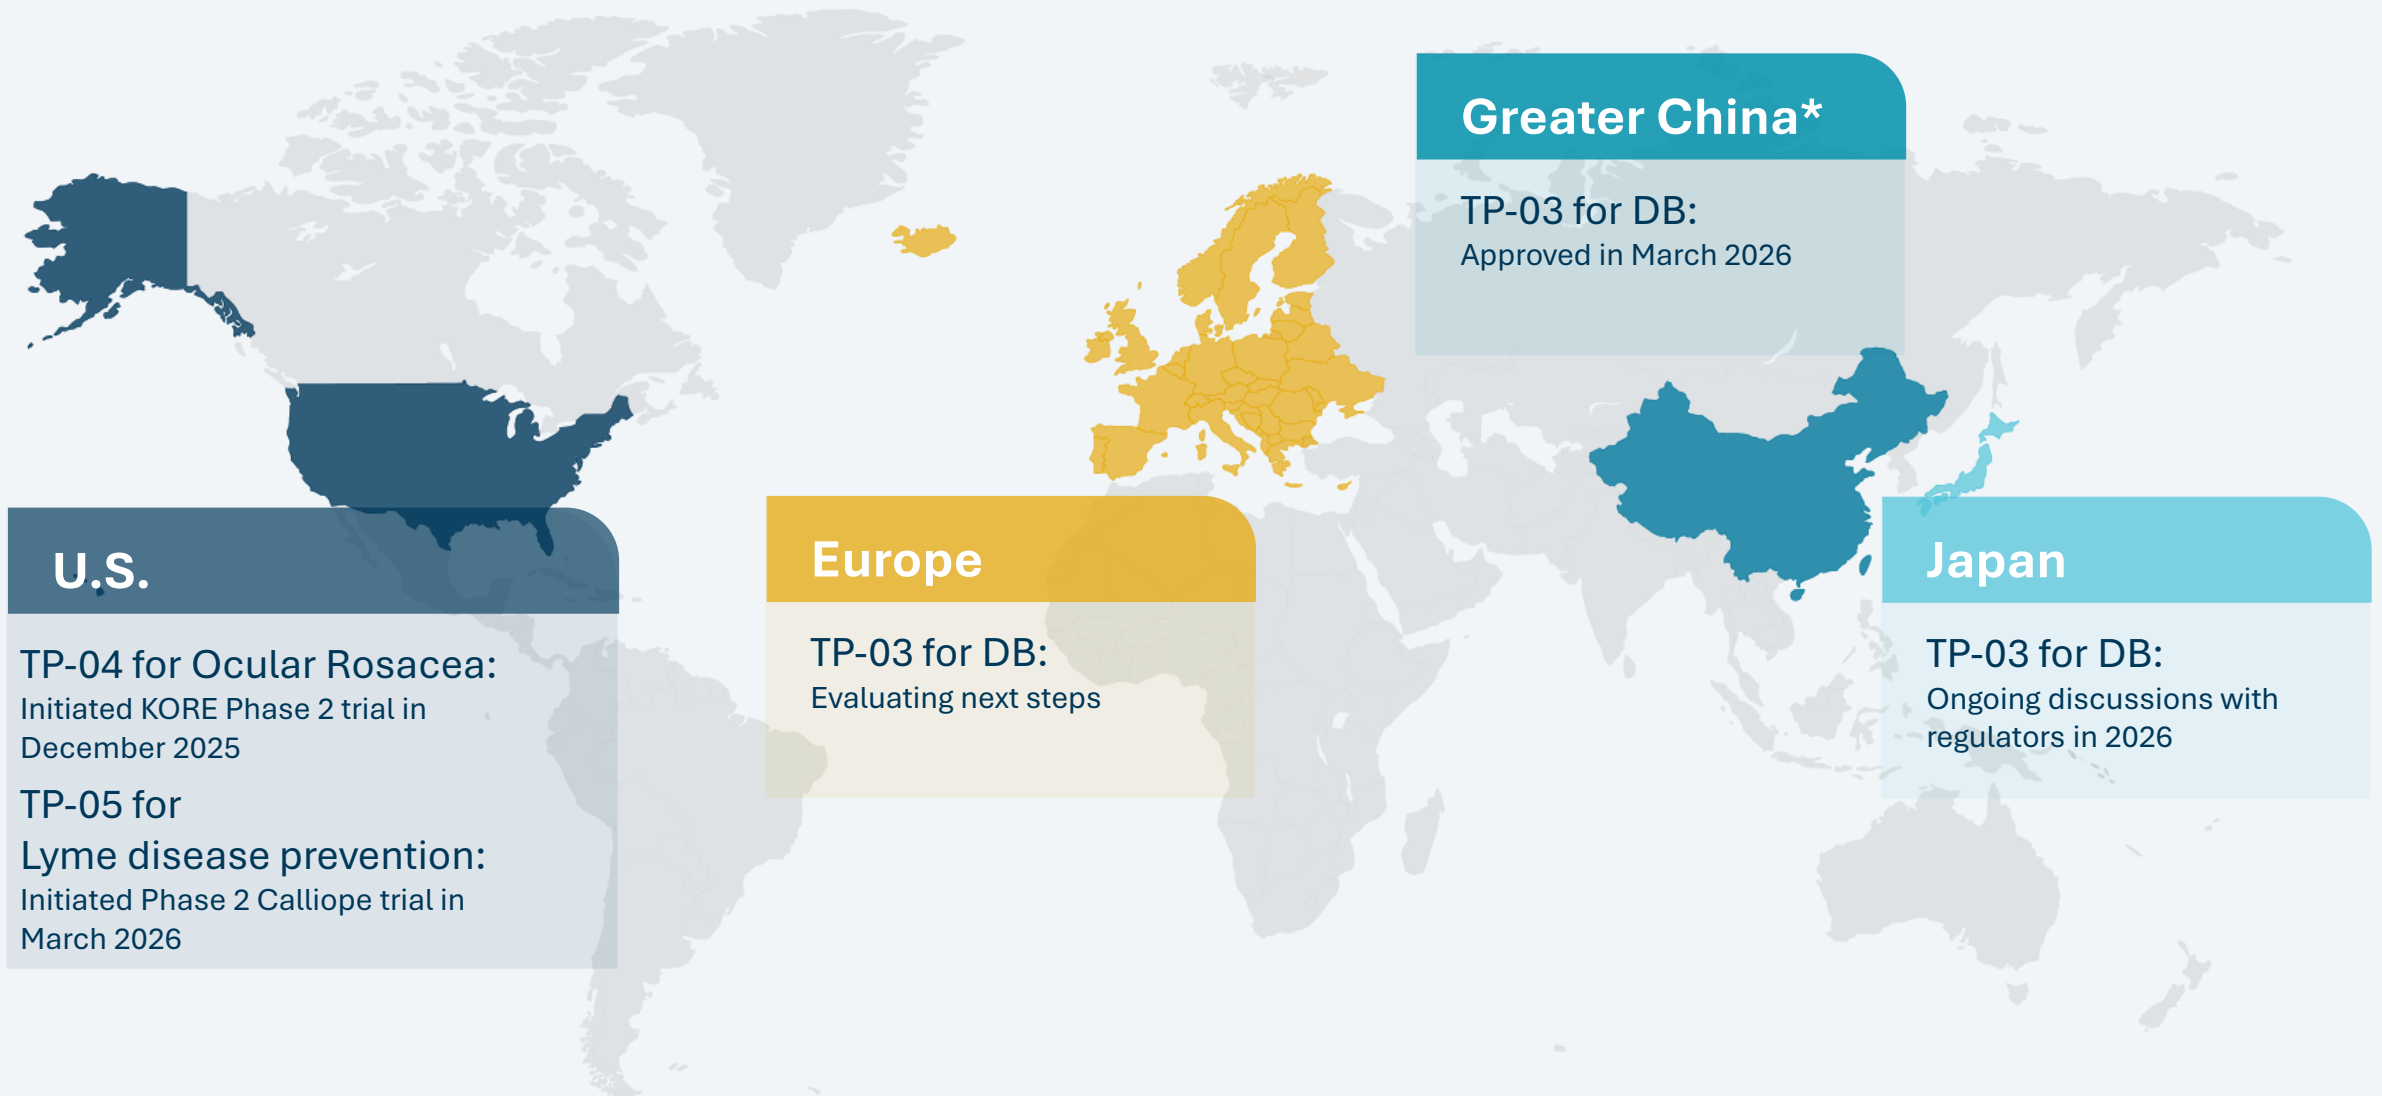 Greater China*
TP-03 for DB:
Approved in March 2026
U.S.
TP-04 for Ocular Rosacea:
Initiated KORE Phase 2 trial in
December 2025
TP-05 for
Lyme disease prevention:
Initiated Phase 2 Calliope trial in
March 2026
Europe
TP-03 for DB:
Evaluating next steps
Japan
TP-03 for DB:
Ongoing discussions with
regulators in 2026